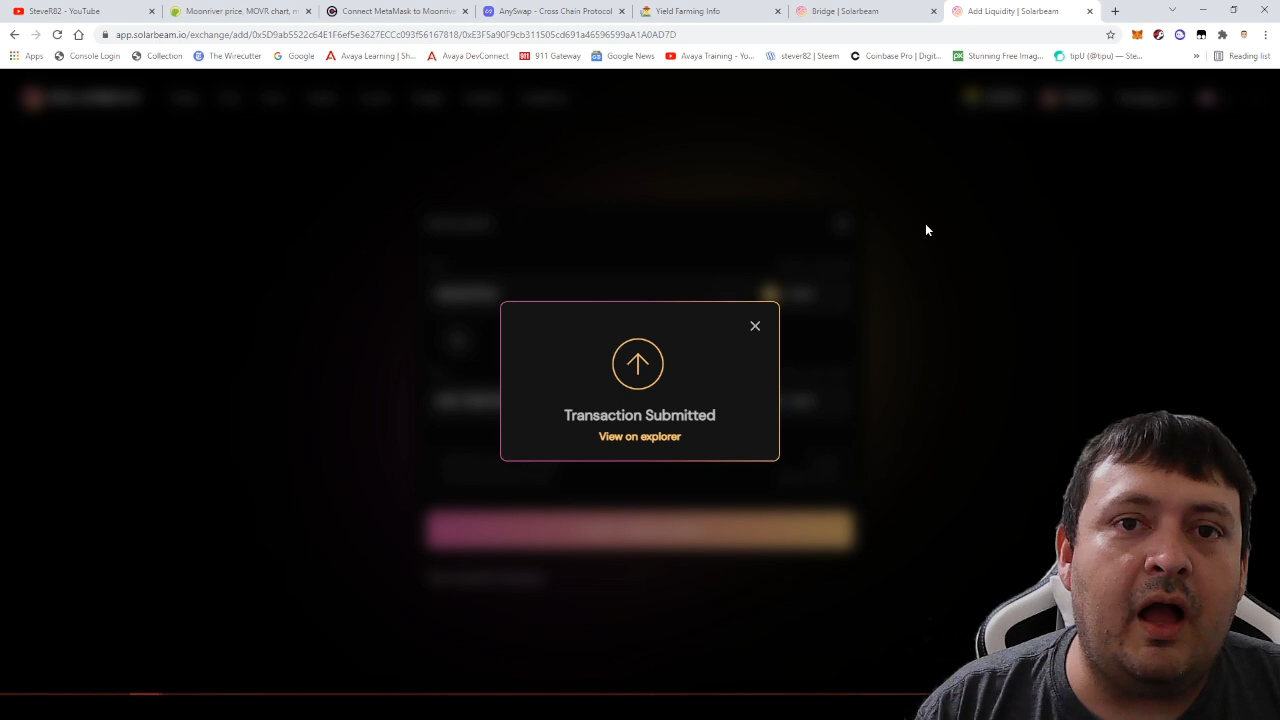 SteveR82 - YouTube
Moonriver price, MOVR chart, n
Connect MetaMask to Moonrive
AnySwap - Cross Chain Protocol
Yield Farming Info
Bridge | Solarbeam
Add Liquidity | Solarbeam
app.solarbeam.io/exchange/add/0x5D9ab5522c64E1F6ef5e3627ECCc093f56167818/0xE3F5a90F9cb311505cd691a46596599aA1A0AD7D
Apps
Console Login
Collection
The Wirecutter
Google
Avaya Learning | Sh...
Avaya DevConnect
911 Gateway
Google News
Avaya Training - Yo...
stever82 | Steem
Coinbase Pro | Digit...
Stunning Free Imag...
tipU (@tipu) — Ste...
»
Reading list
Transaction Submitted
View on explorer